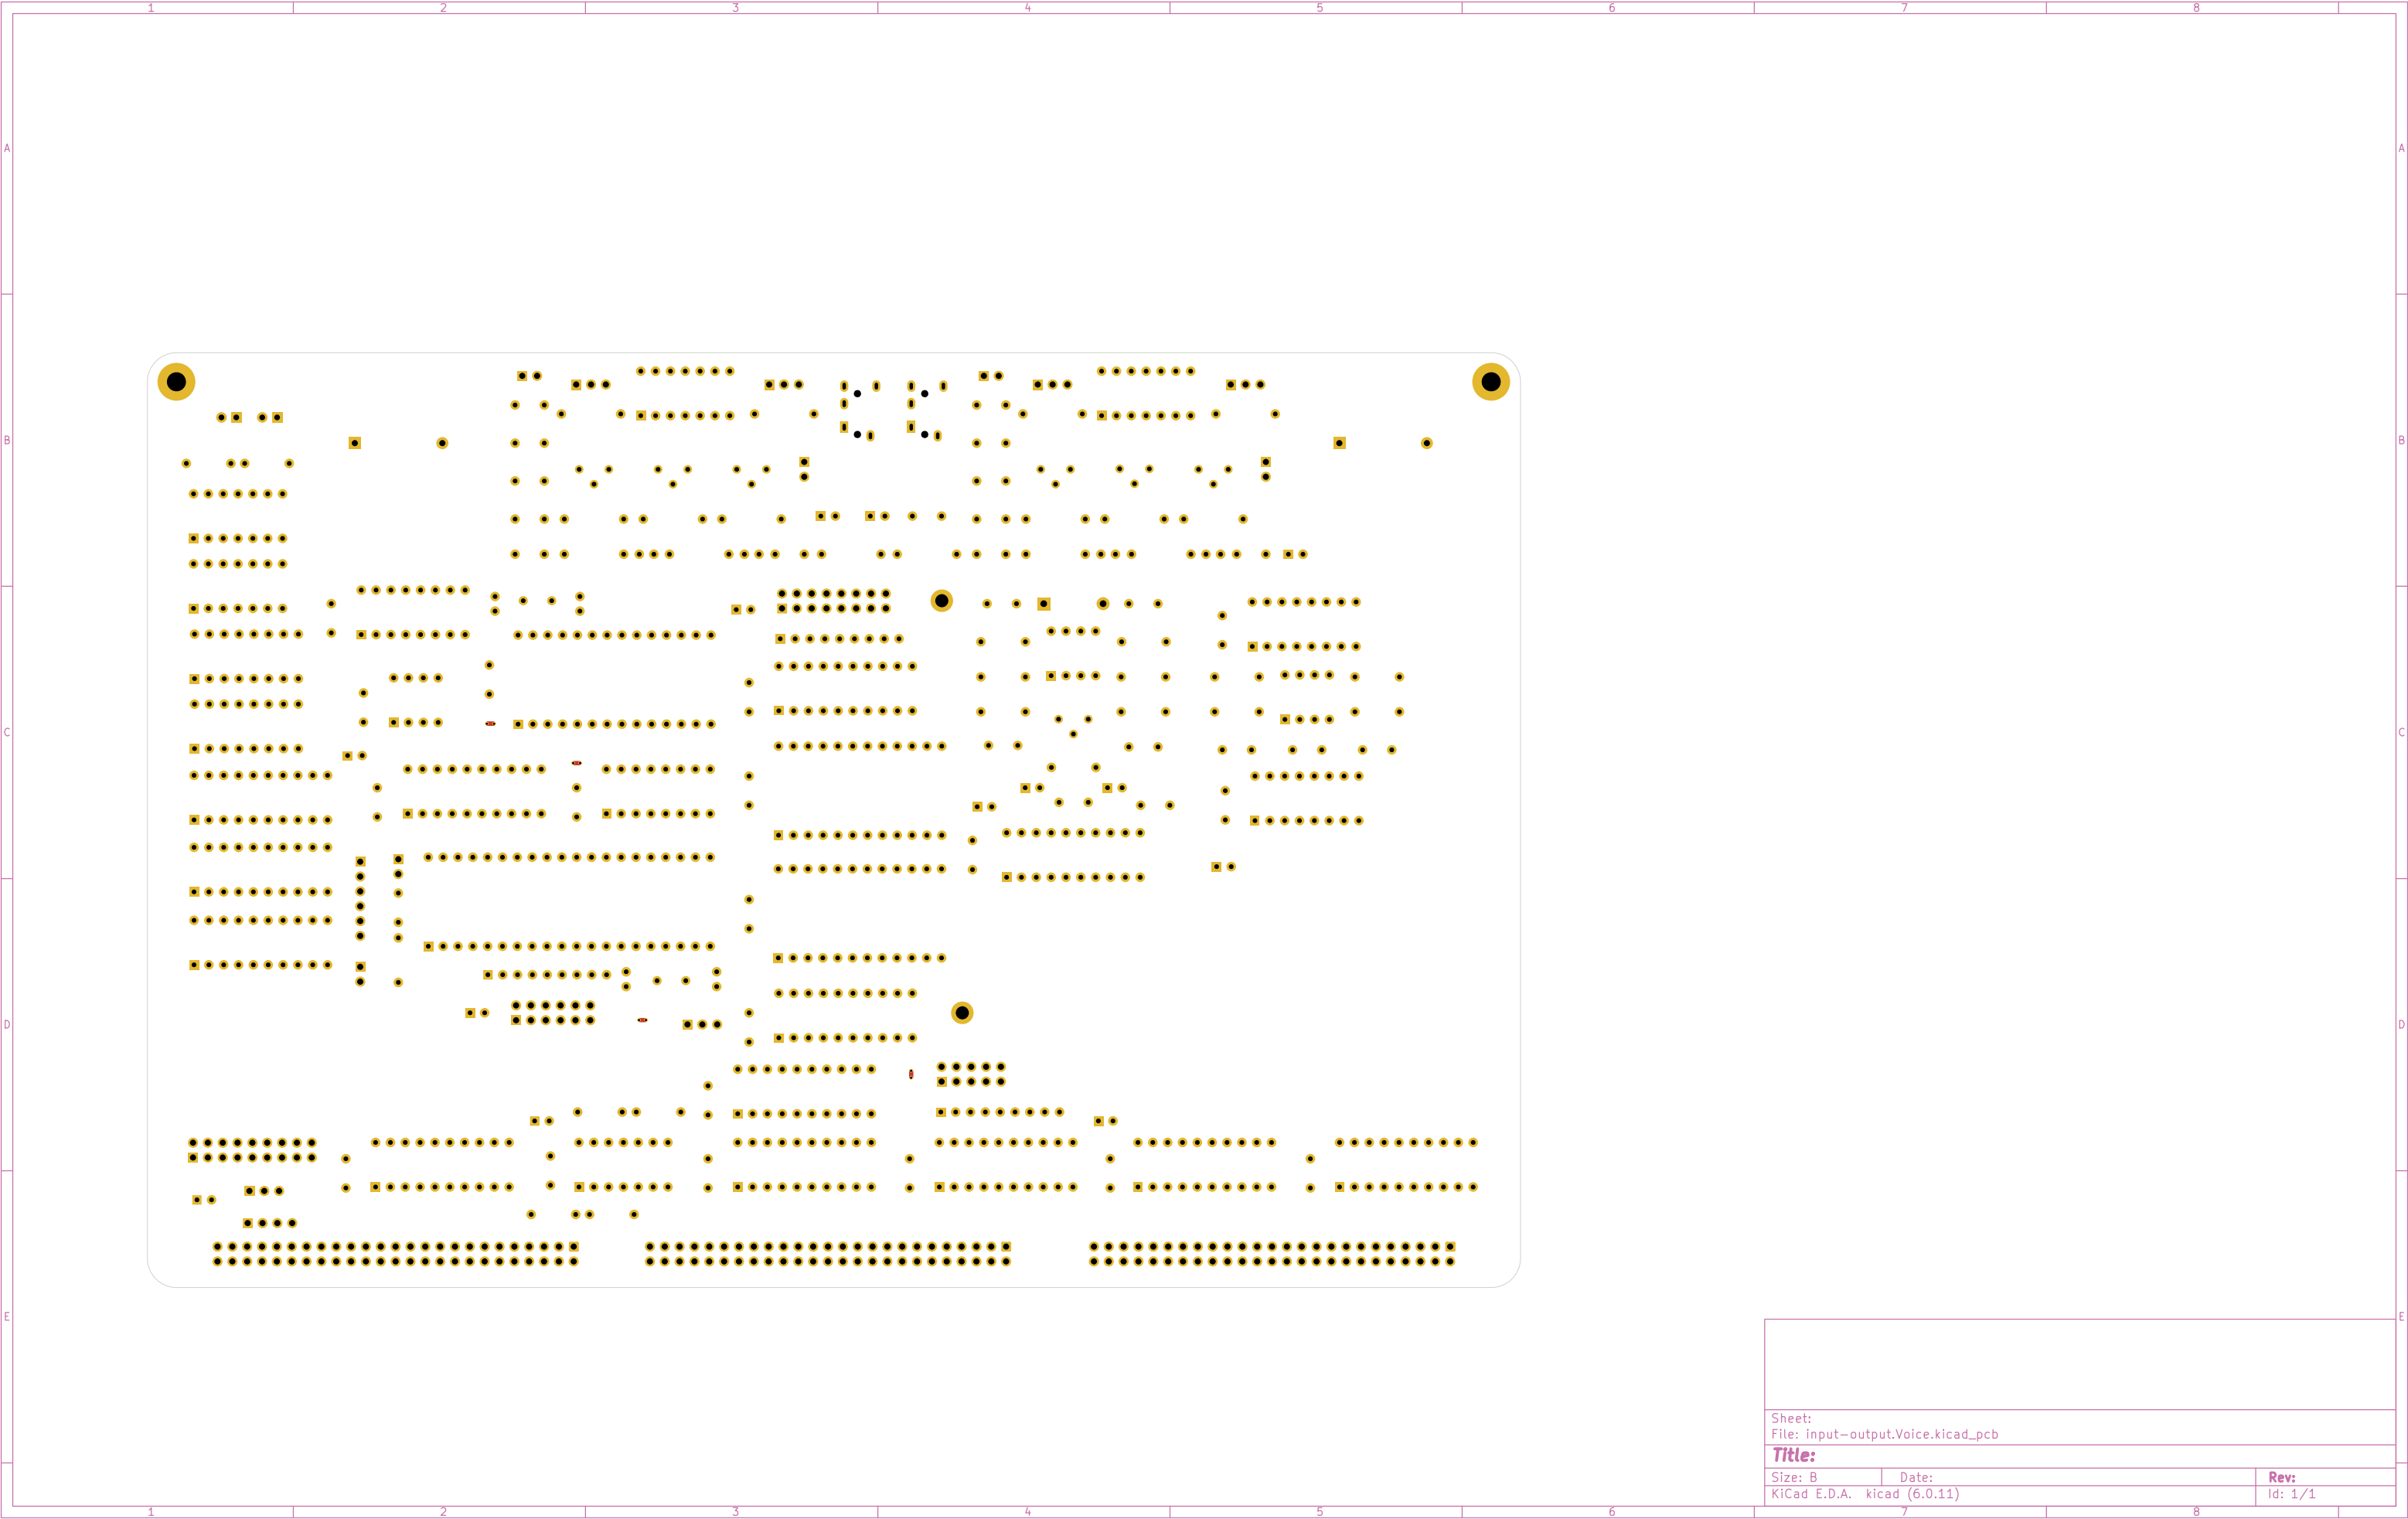 1 2 3 4 5 6 7 8
A A
B B
C C
D D
E E
Sheet:
File: input-output.Voice.kicad_pcb
Title:
Size: B Date: Rev:
KiCad E.D.A. kicad (6.0.11) Id: 1/1
1 2 3 4 5 6 7 8